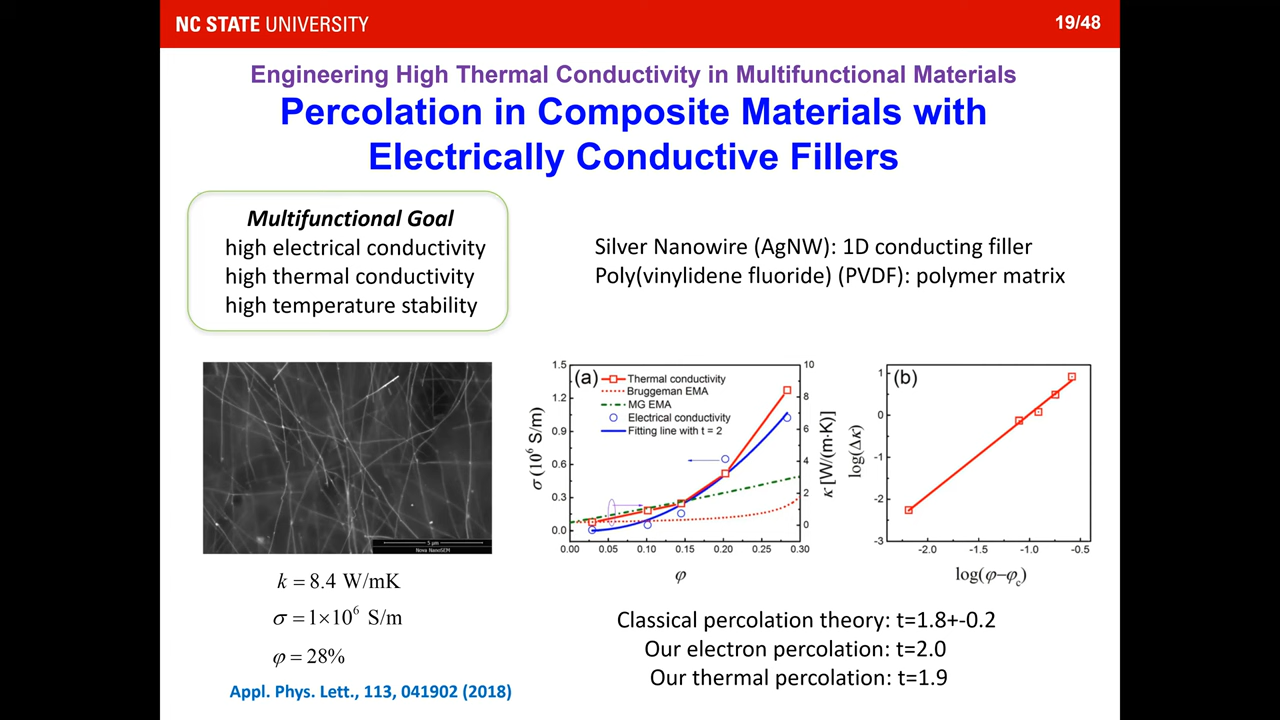 NC STATE UNIVERSITY
19/48
Engineering High Thermal Conductivity in Multifunctional Materials
Percolation in Composite Materials with
Electrically Conductive Fillers
Multifunctional Goal
high electrical conductivity
high thermal conductivity
high temperature stability
Silver Nanowire (AgNW): 1D conducting filler
Poly(vinylidene fluoride) (PVDF): polymer matrix
5 μm
Nova NanoSEM
k = 8.4 W/mK
σ = 1×10⁶ S/m
φ = 28%
Appl. Phys. Lett., 113, 041902 (2018)
(a)
Thermal conductivity
Bruggeman EMA
MG EMA
Electrical conductivity
Fitting line with t = 2
σ (10⁶ S/m)
1.5
1.2
0.9
0.6
0.3
0.0
0.00 0.05 0.10 0.15 0.20 0.25 0.30
φ
10
8
6
4
2
0
κ [W/(m·K)]
(b)
log(Δκ)
1
0
-1
-2
-3
-2.0 -1.5 -1.0 -0.5
log(φ−φc)
Classical percolation theory: t=1.8+-0.2
Our electron percolation: t=2.0
Our thermal percolation: t=1.9